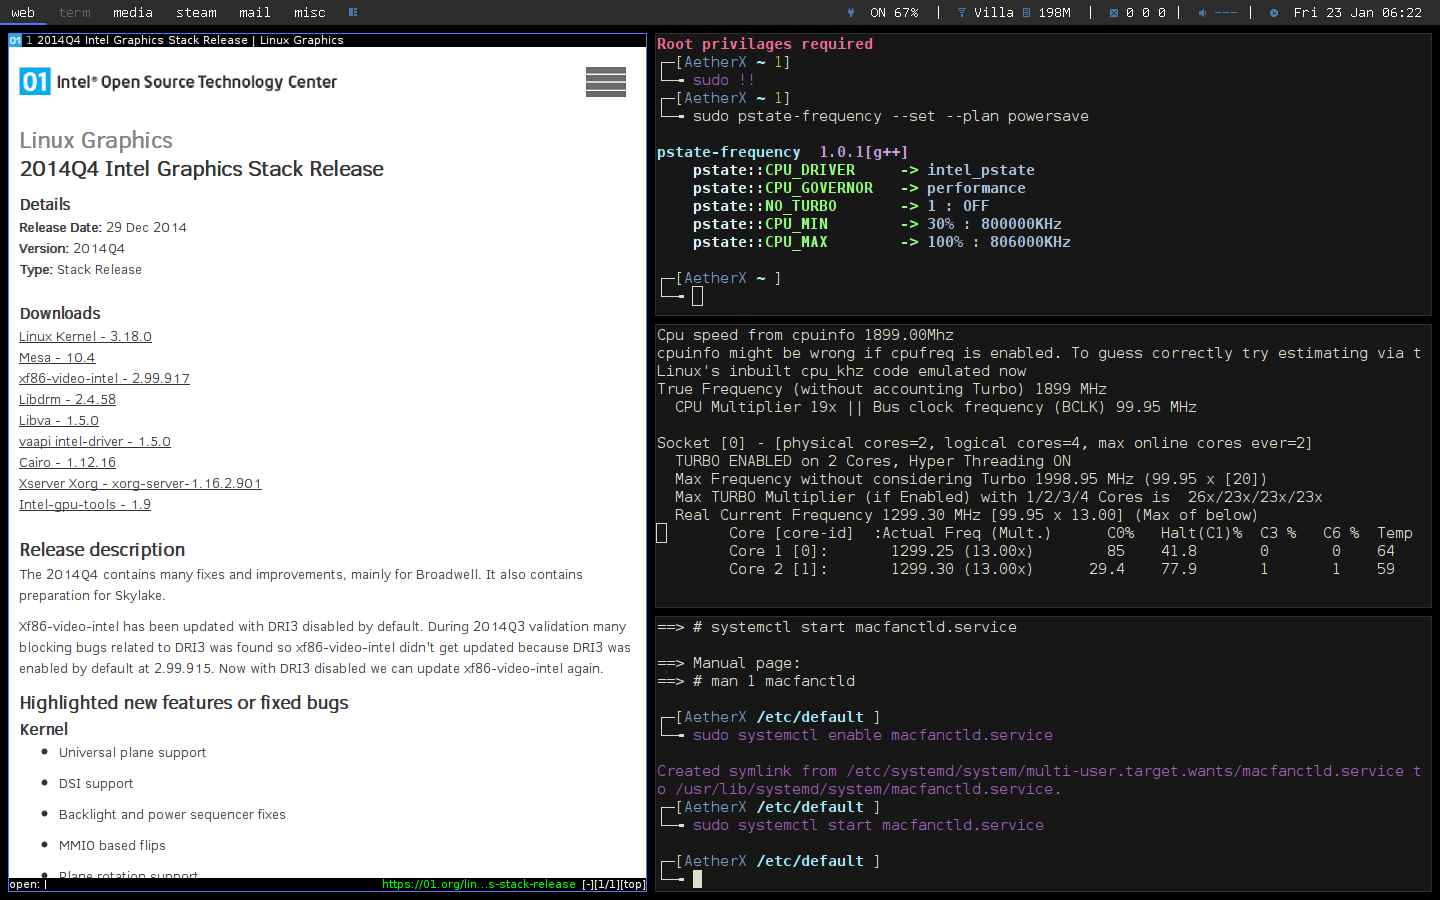 web term media steam mail misc
ON 67% | Villa 198M | 0 0 0 | --- | Fri 23 Jan 06:22
01 1 2014Q4 Intel Graphics Stack Release | Linux Graphics
01 Intel® Open Source Technology Center
Linux Graphics
2014Q4 Intel Graphics Stack Release
Details
Release Date: 29 Dec 2014
Version: 2014Q4
Type: Stack Release
Downloads
Linux Kernel - 3.18.0
Mesa - 10.4
xf86-video-intel - 2.99.917
Libdrm - 2.4.58
Libva - 1.5.0
vaapi intel-driver - 1.5.0
Cairo - 1.12.16
Xserver Xorg - xorg-server-1.16.2.901
Intel-gpu-tools - 1.9
Release description
The 2014Q4 contains many fixes and improvements, mainly for Broadwell. It also contains
preparation for Skylake.
Xf86-video-intel has been updated with DRI3 disabled by default. During 2014Q3 validation many
blocking bugs related to DRI3 was found so xf86-video-intel didn't get updated because DRI3 was
enabled by default at 2.99.915. Now with DRI3 disabled we can update xf86-video-intel again.
Highlighted new features or fixed bugs
Kernel
Universal plane support
DSI support
Backlight and power sequencer fixes
MMIO based flips
Plane rotation support
open: https://01.org/lin...s-stack-release [-][1/1][top]
Root privilages required
[AetherX ~ 1]
sudo !!
[AetherX ~ 1]
sudo pstate-frequency --set --plan powersave
pstate-frequency 1.0.1[g++]
pstate::CPU_DRIVER -> intel_pstate
pstate::CPU_GOVERNOR -> performance
pstate::NO_TURBO -> 1 : OFF
pstate::CPU_MIN -> 30% : 800000KHz
pstate::CPU_MAX -> 100% : 806000KHz
[AetherX ~ ]
Cpu speed from cpuinfo 1899.00Mhz
cpuinfo might be wrong if cpufreq is enabled. To guess correctly try estimating via t
Linux's inbuilt cpu_khz code emulated now
True Frequency (without accounting Turbo) 1899 MHz
CPU Multiplier 19x || Bus clock frequency (BCLK) 99.95 MHz
Socket [0] - [physical cores=2, logical cores=4, max online cores ever=2]
TURBO ENABLED on 2 Cores, Hyper Threading ON
Max Frequency without considering Turbo 1998.95 MHz (99.95 x [20])
Max TURBO Multiplier (if Enabled) with 1/2/3/4 Cores is 26x/23x/23x/23x
Real Current Frequency 1299.30 MHz [99.95 x 13.00] (Max of below)
Core [core-id] :Actual Freq (Mult.) C0% Halt(C1)% C3 % C6 % Temp
Core 1 [0]: 1299.25 (13.00x) 85 41.8 0 0 64
Core 2 [1]: 1299.30 (13.00x) 29.4 77.9 1 1 59
==> # systemctl start macfanctld.service
==> Manual page:
==> # man 1 macfanctld
[AetherX /etc/default ]
sudo systemctl enable macfanctld.service
Created symlink from /etc/systemd/system/multi-user.target.wants/macfanctld.service t
o /usr/lib/systemd/system/macfanctld.service.
[AetherX /etc/default ]
sudo systemctl start macfanctld.service
[AetherX /etc/default ]